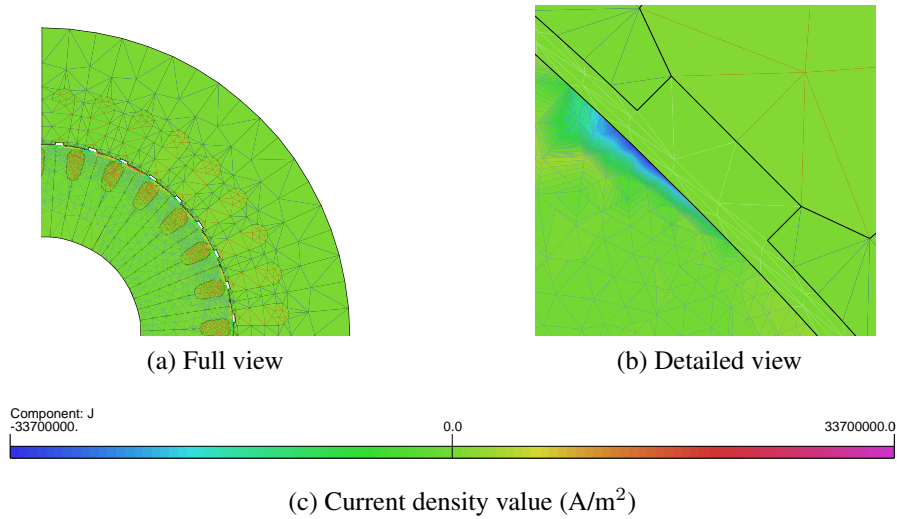 (a) Full view
(b) Detailed view
Component: J
-33700000. 0.0 33700000.0
(c) Current density value (A/m²)